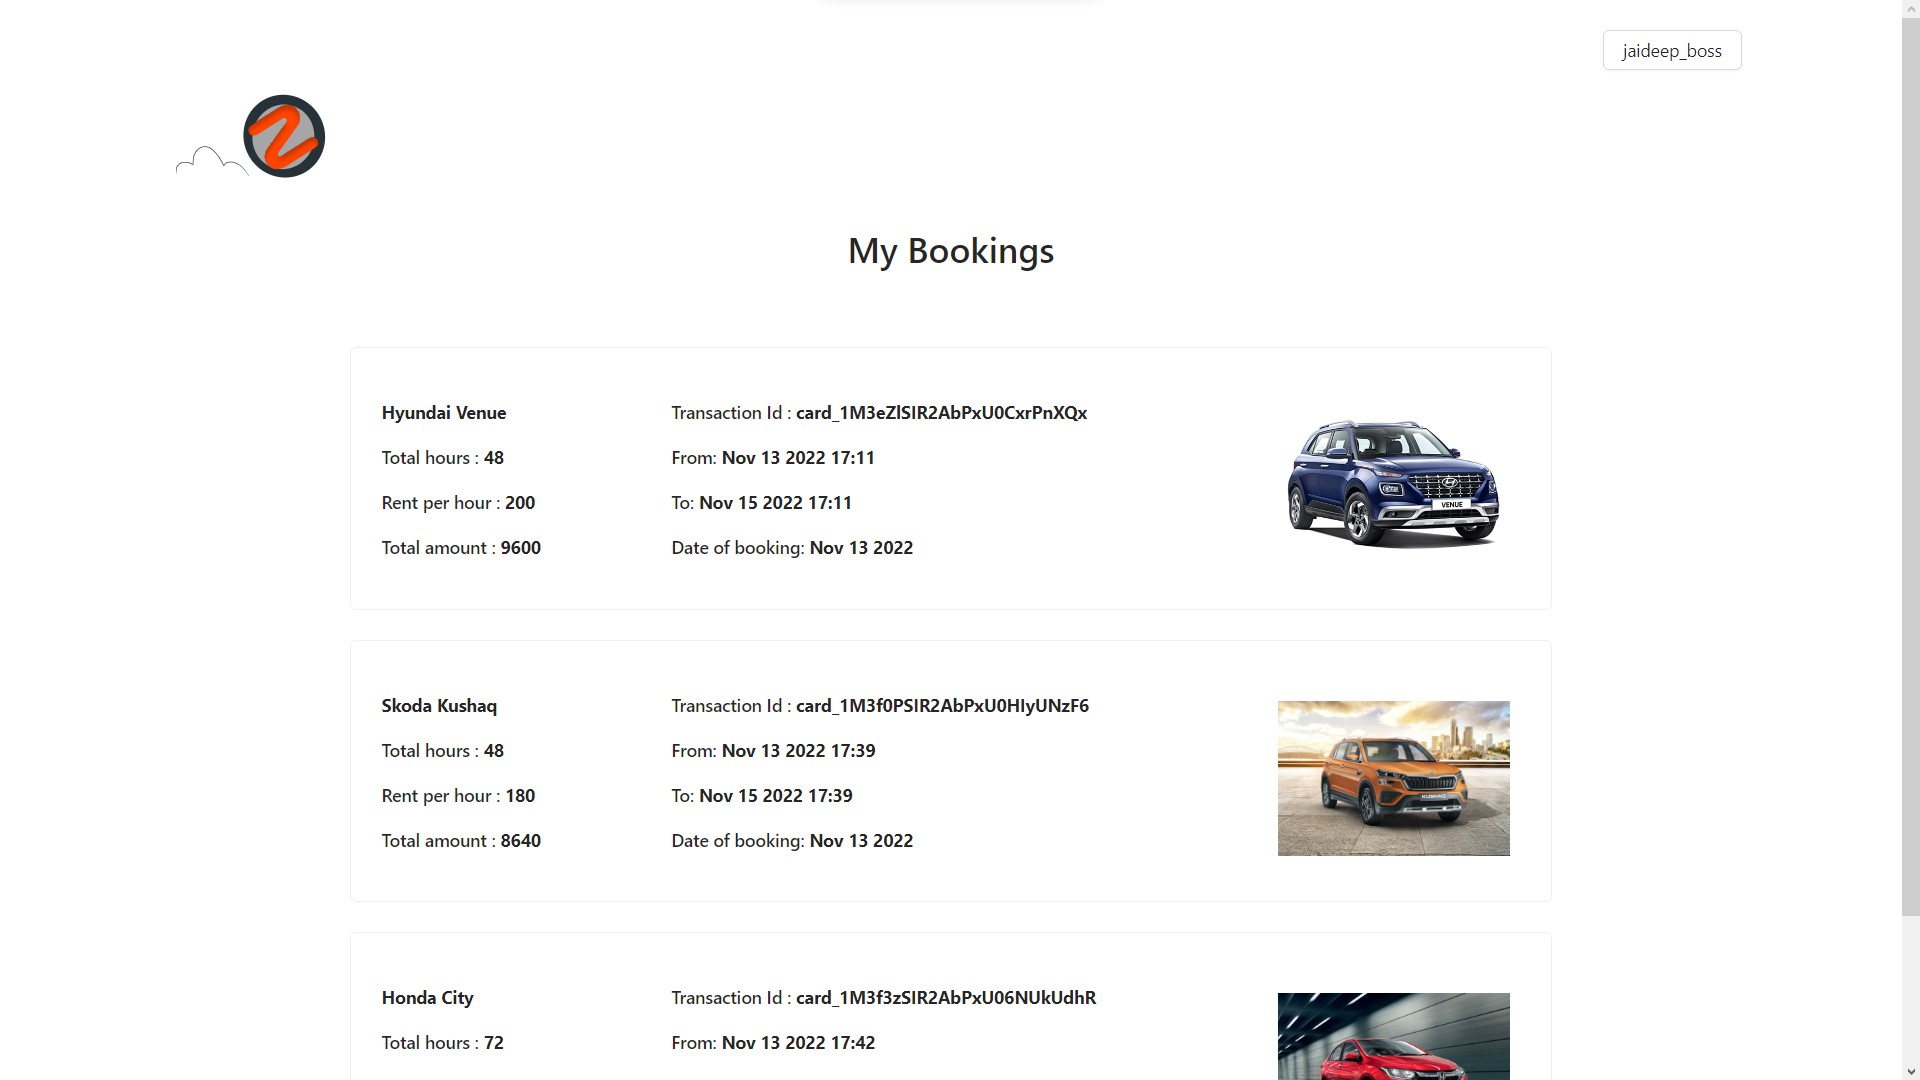 jaideep_boss
My Bookings
Hyundai Venue
Total hours : 48
Rent per hour : 200
Total amount : 9600
Transaction Id : card_1M3eZlSIR2AbPxU0CxrPnXQx
From: Nov 13 2022 17:11
To: Nov 15 2022 17:11
Date of booking: Nov 13 2022
VENUE
Skoda Kushaq
Total hours : 48
Rent per hour : 180
Total amount : 8640
Transaction Id : card_1M3f0PSIR2AbPxU0HIyUNzF6
From: Nov 13 2022 17:39
To: Nov 15 2022 17:39
Date of booking: Nov 13 2022
KUSHAQ
Honda City
Total hours : 72
Transaction Id : card_1M3f3zSIR2AbPxU06NUkUdhR
From: Nov 13 2022 17:42